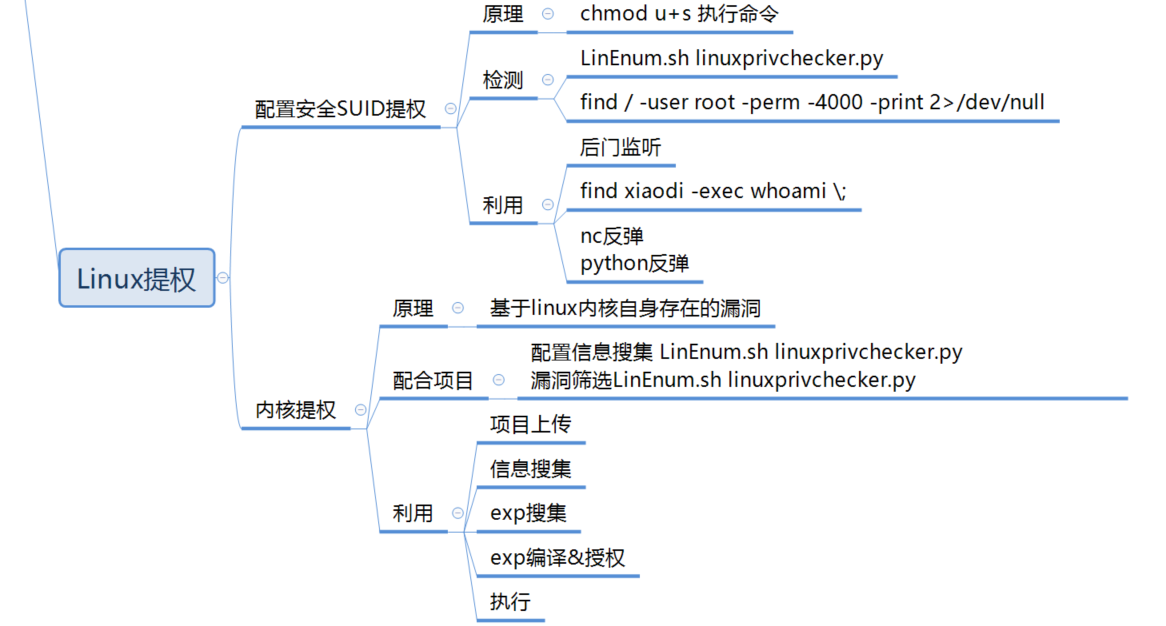 Linux提权
配置安全SUID提权
原理
chmod u+s 执行命令
检测
LinEnum.sh linuxprivchecker.py
find / -user root -perm -4000 -print 2>/dev/null
利用
后门监听
find xiaodi -exec whoami \;
nc反弹
python反弹
内核提权
原理
基于linux内核自身存在的漏洞
配合项目
配置信息搜集 LinEnum.sh linuxprivchecker.py
漏洞筛选LinEnum.sh linuxprivchecker.py
利用
项目上传
信息搜集
exp搜集
exp编译&授权
执行